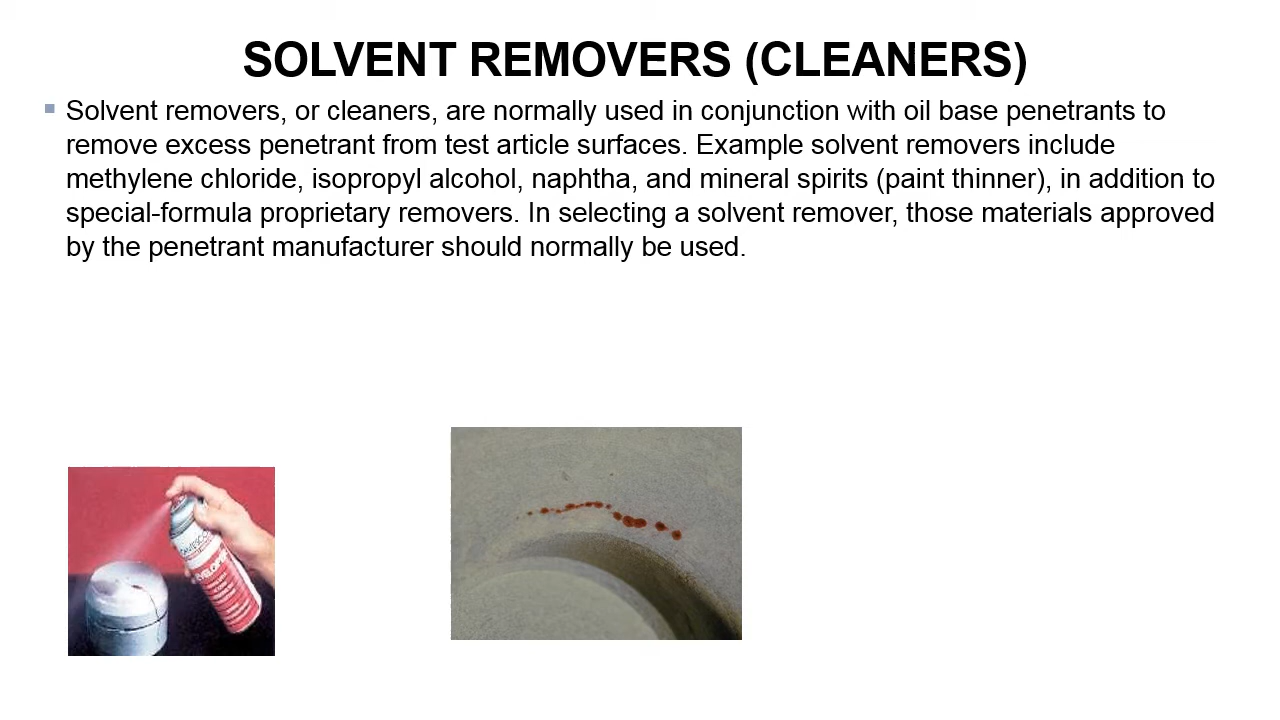 SOLVENT REMOVERS (CLEANERS)
Solvent removers, or cleaners, are normally used in conjunction with oil base penetrants to
remove excess penetrant from test article surfaces. Example solvent removers include
methylene chloride, isopropyl alcohol, naphtha, and mineral spirits (paint thinner), in addition to
special-formula proprietary removers. In selecting a solvent remover, those materials approved
by the penetrant manufacturer should normally be used.